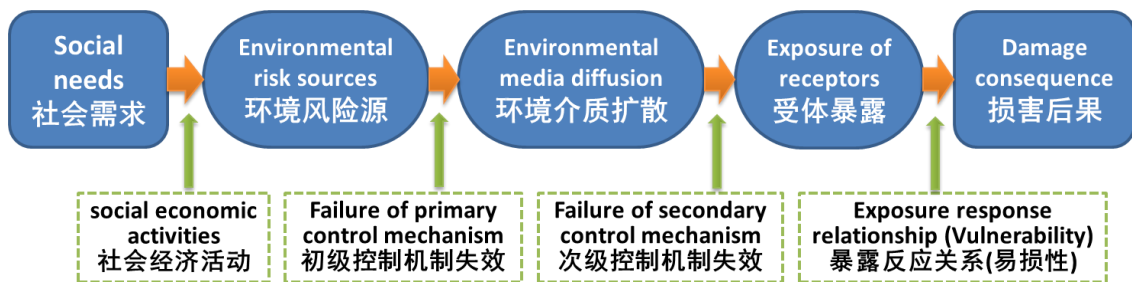 Social
needs
社会需求
Environmental
risk sources
环境风险源
Environmental
media diffusion
环境介质扩散
Exposure of
receptors
受体暴露
Damage
consequence
损害后果
social economic
activities
社会经济活动
Failure of primary
control mechanism
初级控制机制失效
Failure of secondary
control mechanism
次级控制机制失效
Exposure response
relationship (Vulnerability)
暴露反应关系(易损性)